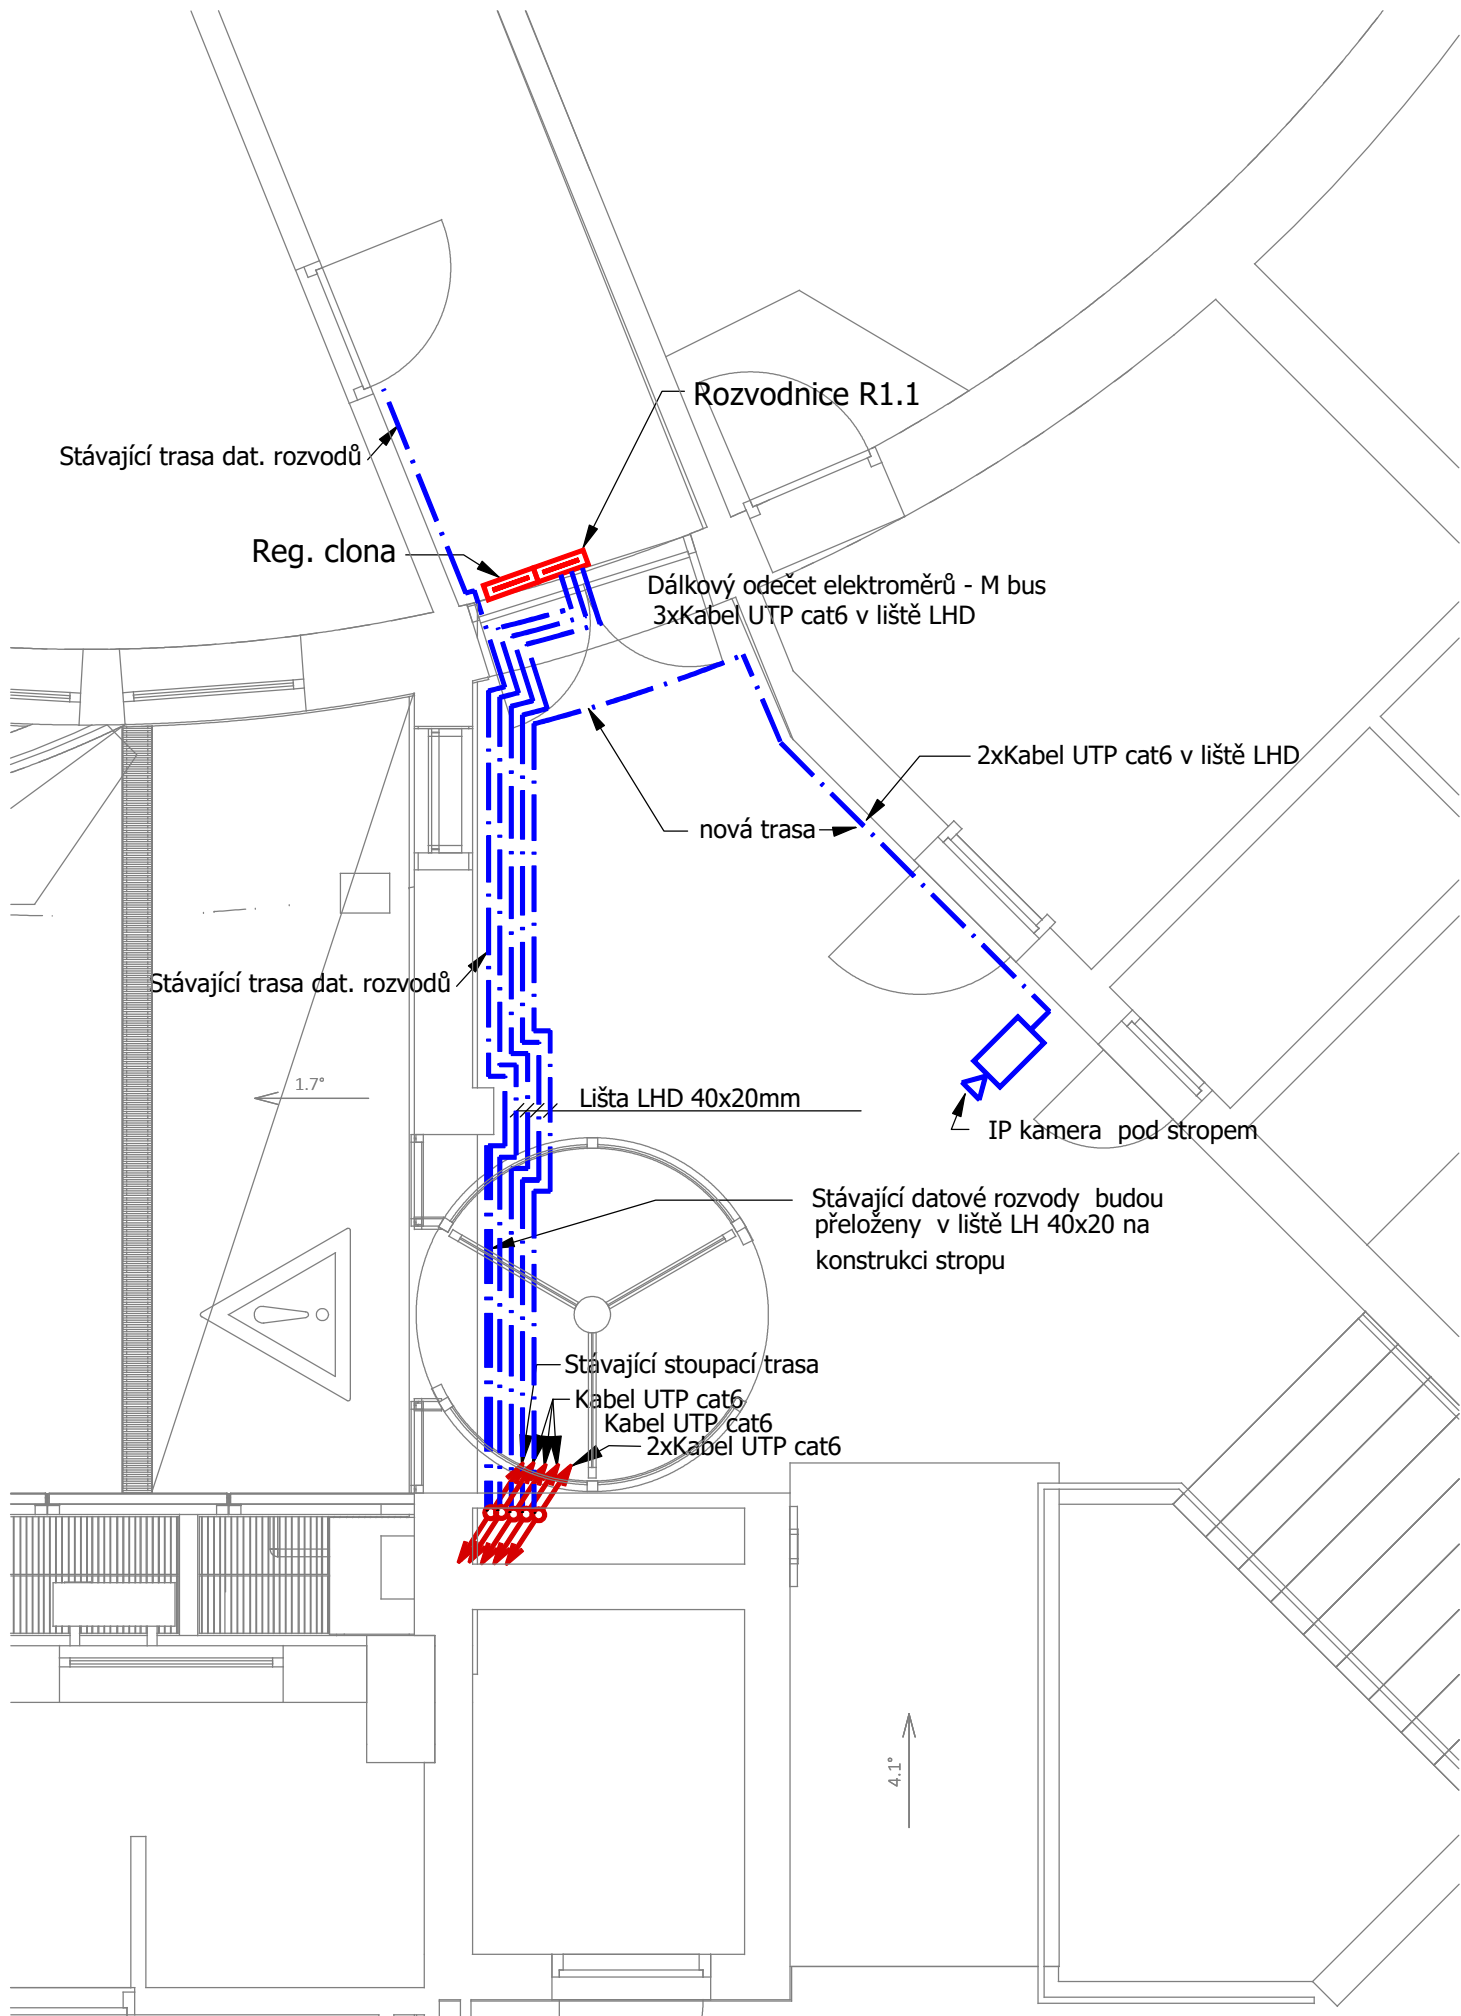 Rozvodnice R1.1
Stávající trasa dat. rozvodů
Reg. clona
Dálkový odečet elektroměrů - M bus
3xKabel UTP cat6 v liště LHD
2xKabel UTP cat6 v liště LHD
nová trasa
Stávající trasa dat. rozvodů
1.7°
Lišta LHD 40x20mm
IP kamera pod stropem
Stávající datové rozvody budou
přeloženy v liště LH 40x20 na
konstrukci stropu
Stávající stoupací trasa
Kabel UTP cat6
Kabel UTP cat6
2xKabel UTP cat6
4.1°